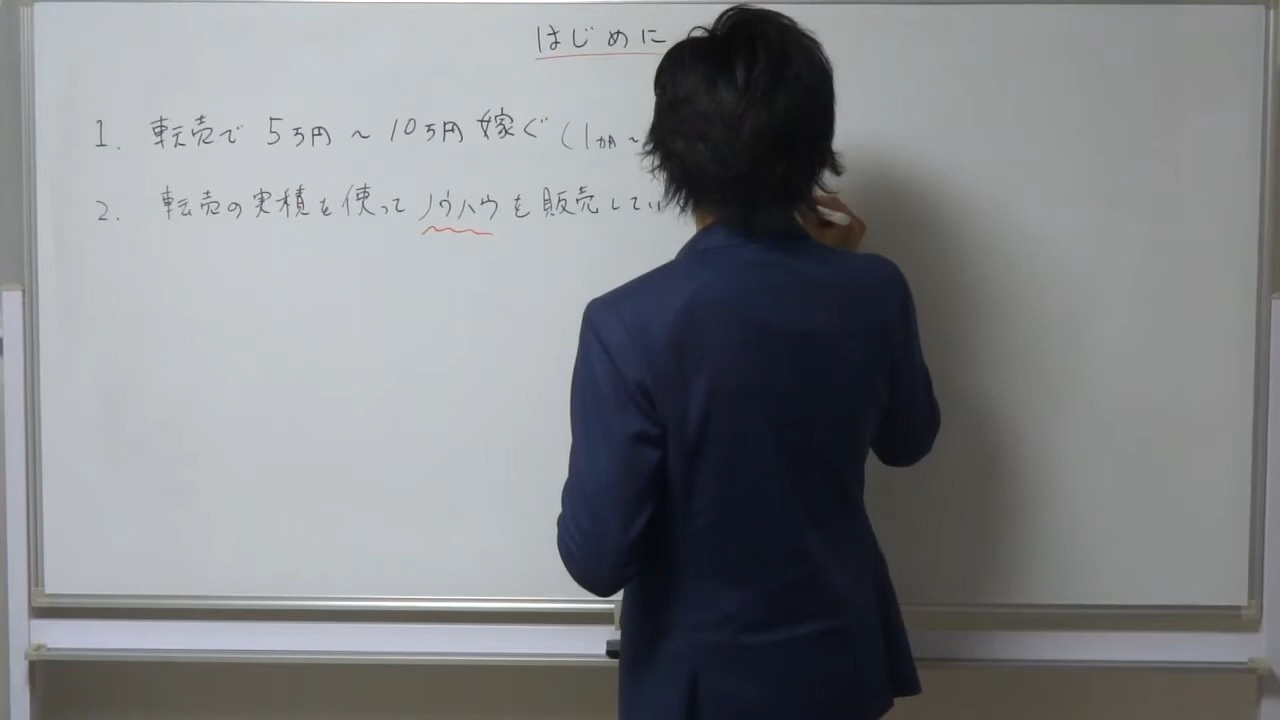 はじめに
1. 転売で 5万円 ~ 10万円 嫁ぐ (1カ月 ~
2. 転売の実積を使って ノウハウを販売してい